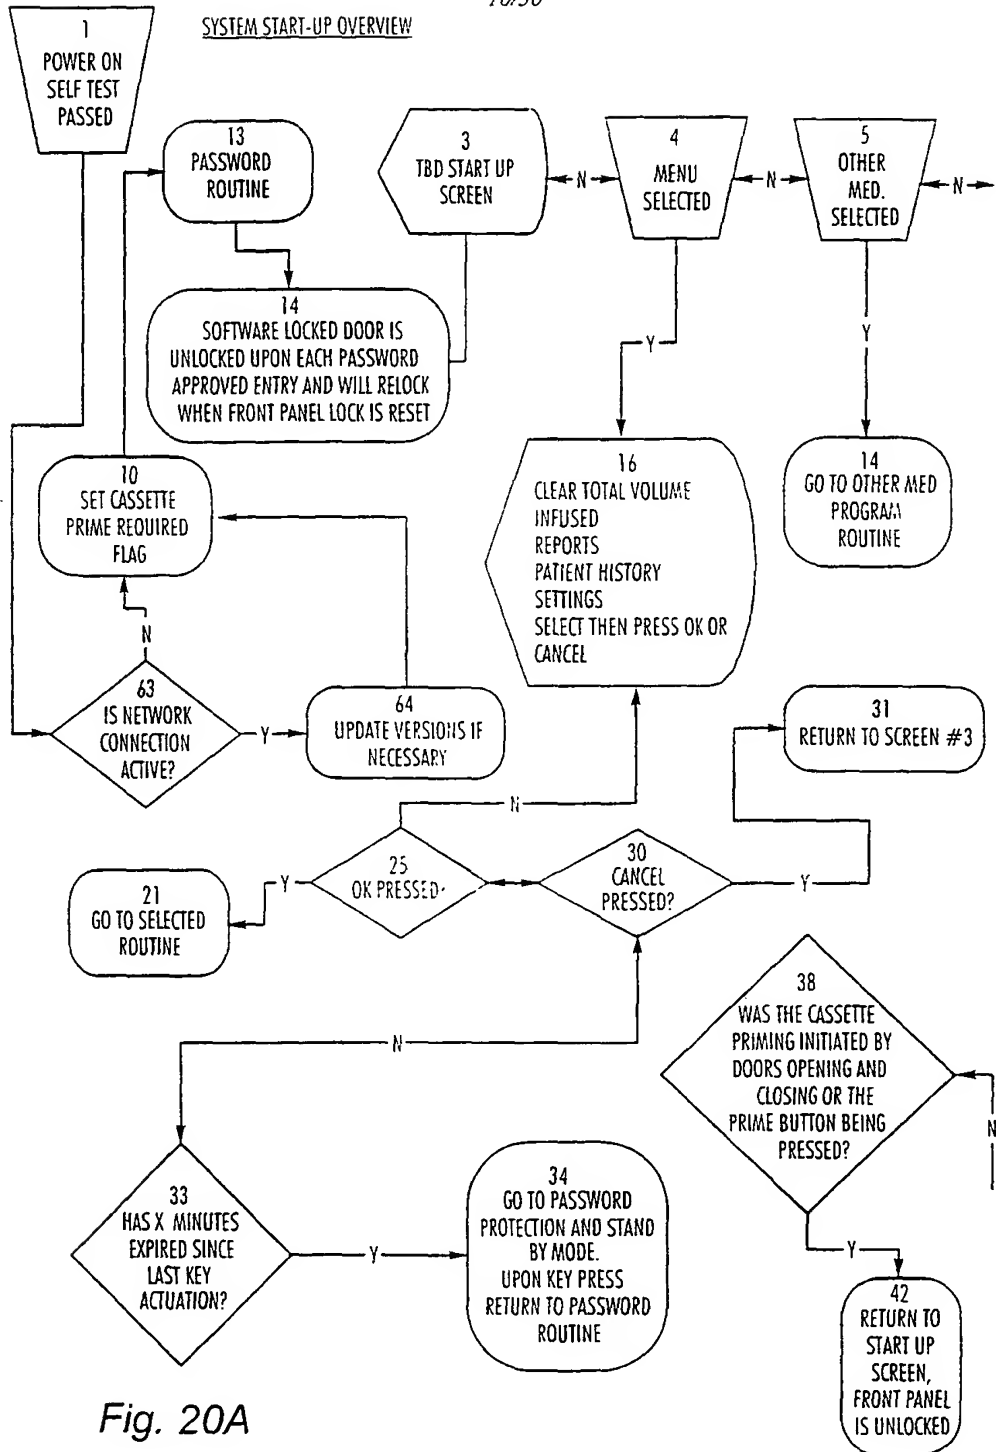 SYSTEM START-UP OVERVIEW
1
POWER ON
SELF TEST
PASSED
13
PASSWORD
ROUTINE
3
TBD START UP
SCREEN
N
4
MENU
SELECTED
N
5
OTHER
MED.
SELECTED
N
14
SOFTWARE LOCKED DOOR IS
UNLOCKED UPON EACH PASSWORD
APPROVED ENTRY AND WILL RELOCK
WHEN FRONT PANEL LOCK IS RESET
Y
Y
10
SET CASSETTE
PRIME REQUIRED
FLAG
16
CLEAR TOTAL VOLUME
INFUSED
REPORTS
PATIENT HISTORY
SETTINGS
SELECT THEN PRESS OK OR
CANCEL
14
GO TO OTHER MED
PROGRAM
ROUTINE
N
63
IS NETWORK
CONNECTION
ACTIVE?
Y
64
UPDATE VERSIONS IF
NECESSARY
31
RETURN TO SCREEN #3
N
25
OK PRESSED
30
CANCEL
PRESSED?
Y
Y
21
GO TO SELECTED
ROUTINE
N
38
WAS THE CASSETTE
PRIMING INITIATED BY
DOORS OPENING AND
CLOSING OR THE
PRIME BUTTON BEING
PRESSED?
N
33
HAS X MINUTES
EXPIRED SINCE
LAST KEY
ACTUATION?
Y
34
GO TO PASSWORD
PROTECTION AND STAND
BY MODE.
UPON KEY PRESS
RETURN TO PASSWORD
ROUTINE
Y
42
RETURN TO
START UP
SCREEN,
FRONT PANEL
IS UNLOCKED
Fig. 20A